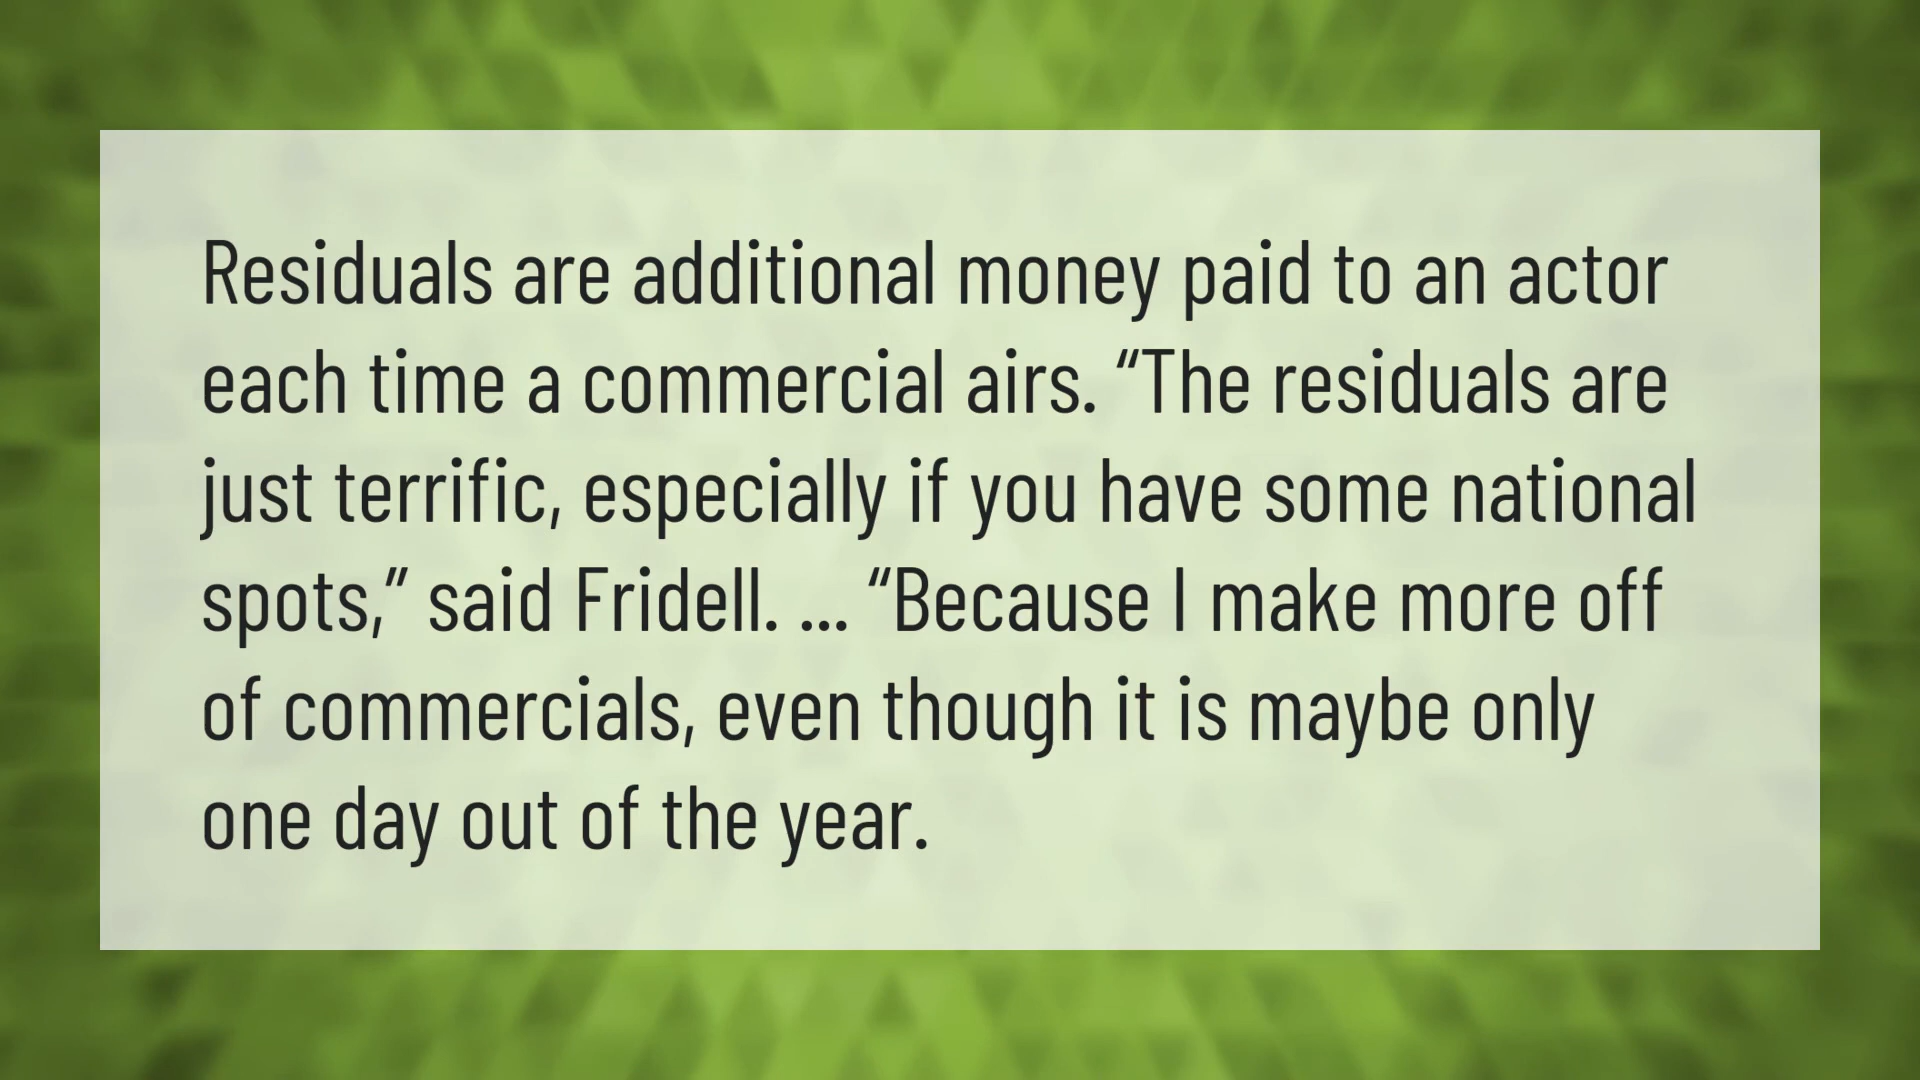 Residuals are additional money paid to an actor
each time a commercial airs. “The residuals are
just terrific, especially if you have some national
spots,” said Fridell. ... “Because I make more off
of commercials, even though it is maybe only
one day out of the year.